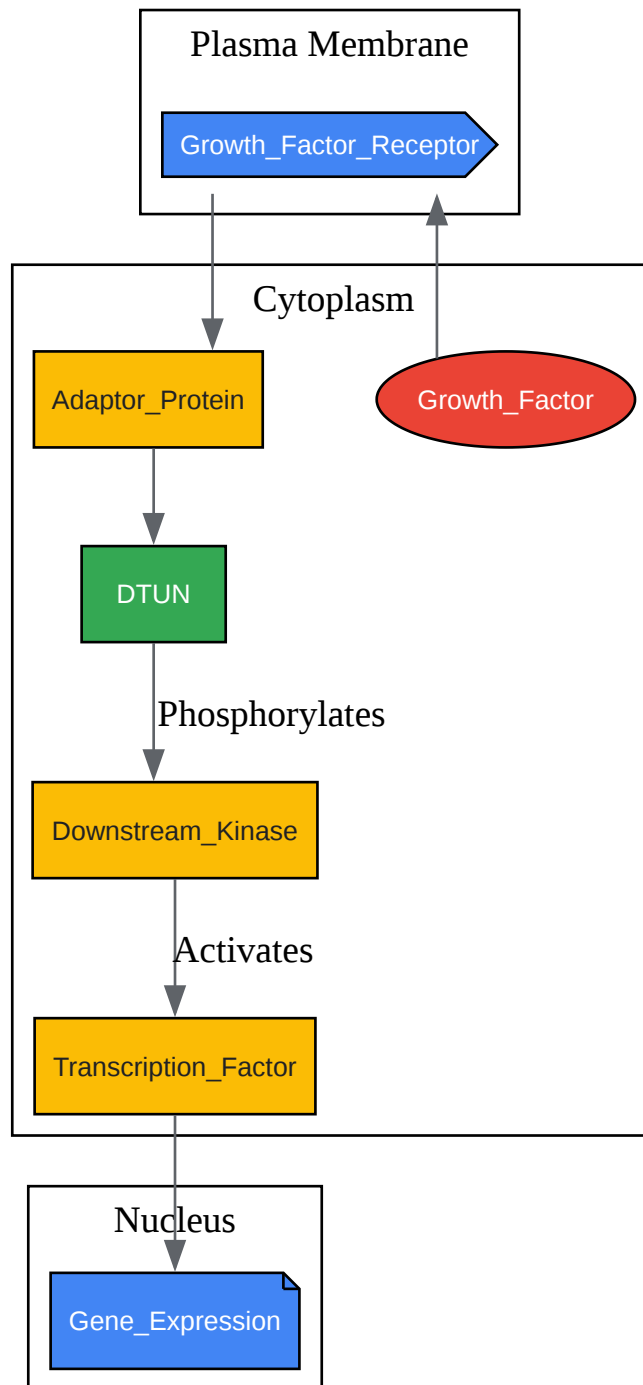 Plasma Membrane
Growth_Factor_Receptor
Cytoplasm
Adaptor_Protein
Growth_Factor
DTUN
Phosphorylates
Downstream_Kinase
Activates
Transcription_Factor
Nucleus
Gene_Expression